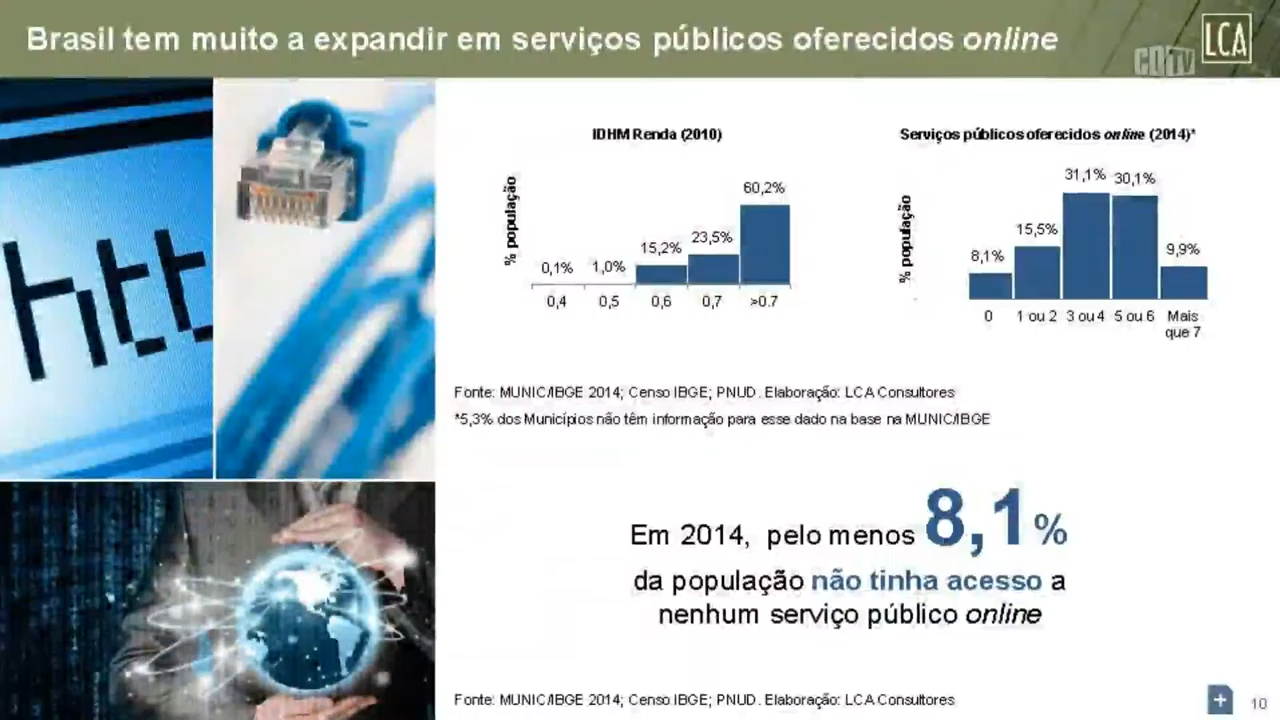 Brasil tem muito a expandir em serviços públicos oferecidos online
LCA
CDTV
htt
IDHM Renda (2010)
% população
0,1%
1,0%
15,2%
23,5%
60,2%
0,4
0,5
0,6
0,7
>0.7
Serviços públicos oferecidos online (2014)*
% população
8,1%
15,5%
31,1%
30,1%
9,9%
0
1 ou 2
3 ou 4
5 ou 6
Mais
que 7
Fonte: MUNIC/IBGE 2014; Censo IBGE; PNUD. Elaboração: LCA Consultores
*5,3% dos Municípios não têm informação para esse dado na base na MUNIC/IBGE
Em 2014, pelo menos 8,1%
da população não tinha acesso a
nenhum serviço público online
Fonte: MUNIC/IBGE 2014; Censo IBGE; PNUD. Elaboração: LCA Consultores
+
10